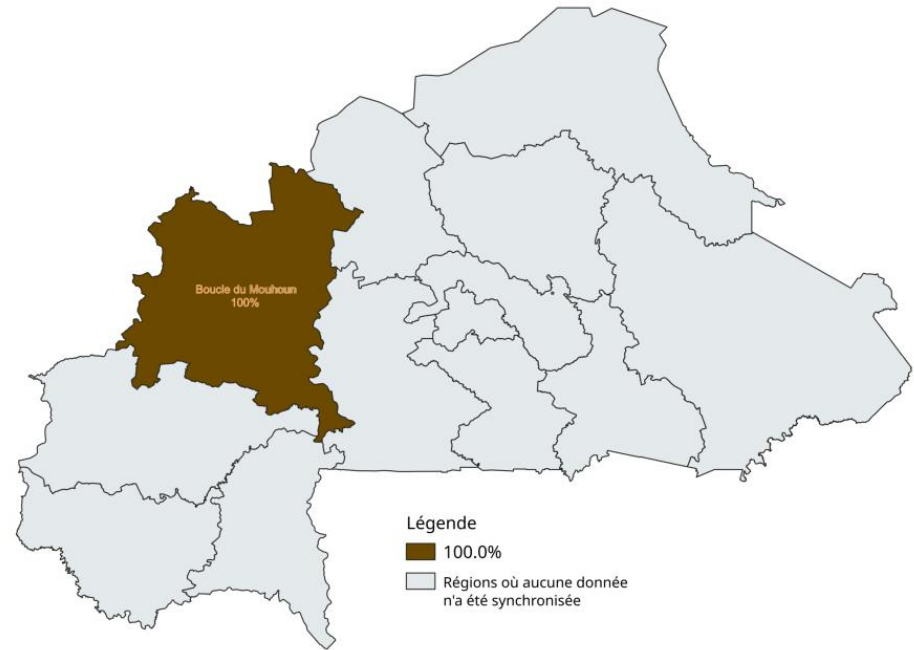 Boucle du Mouhoun
100%
Légende
100.0%
Régions où aucune donnée
n'a été synchronisée